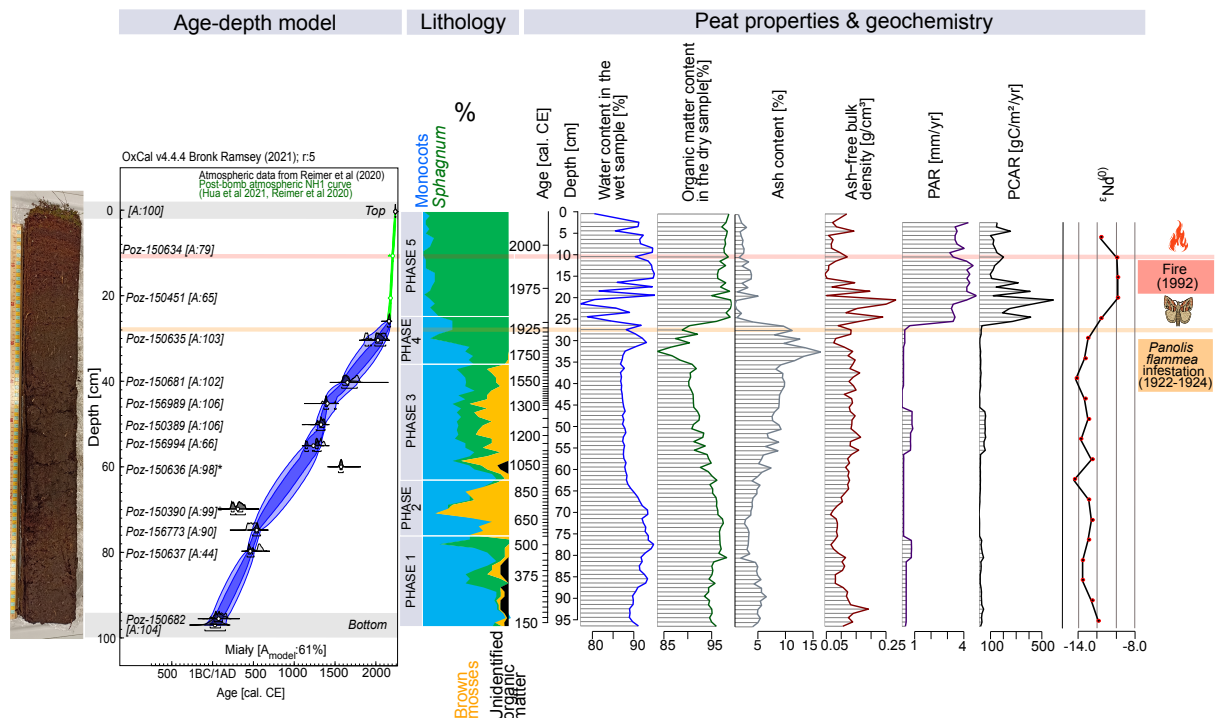 Age-depth model
Lithology
Peat properties & geochemistry
OxCal v4.4.4 Bronk Ramsey (2021); r:5
Atmospheric data from Reimer et al (2020)
Post-bomb atmospheric NH1 curve
(Hua et al 2021, Reimer et al 2020)
[A:100]
Top
Poz-150634 [A:79]
Poz-150451 [A:65]
Poz-150635 [A:103]
Poz-150681 [A:102]
Poz-156989 [A:106]
Poz-150389 [A:106]
Poz-156994 [A:66]
Poz-150636 [A:98]*
Poz-150390 [A:99]*
Poz-156773 [A:90]
Poz-150637 [A:44]
Poz-150682
[A:104]
Bottom
Miały [Amodel:61%]
Depth [cm]
0
20
40
60
80
100
500
1BC/1AD
500
1000
1500
2000
Age [cal. CE]
%
Monocots
Sphagnum
PHASE 5
PHASE
4
PHASE 3
PHASE
2
PHASE 1
Brown
mosses
Unidentified
organic
matter
Age [cal. CE]
2000
1975
1925
1750
1550
1300
1200
1050
850
650
500
375
150
Depth [cm]
0
5
10
15
20
25
30
35
40
45
50
55
60
65
70
75
80
85
90
95
Water content in the
wet sample [%]
80
90
Organic matter content
in the dry sample[%]
85
95
Ash content [%]
5
10
15
Ash-free bulk
density [g/cm³]
0.05
0.25
PAR [mm/yr]
1
4
PCAR [gC/m²/yr]
100
500
εNd(0)
-14.0
-8.0
Fire
(1992)
Panolis
flammea
infestation
(1922-1924)